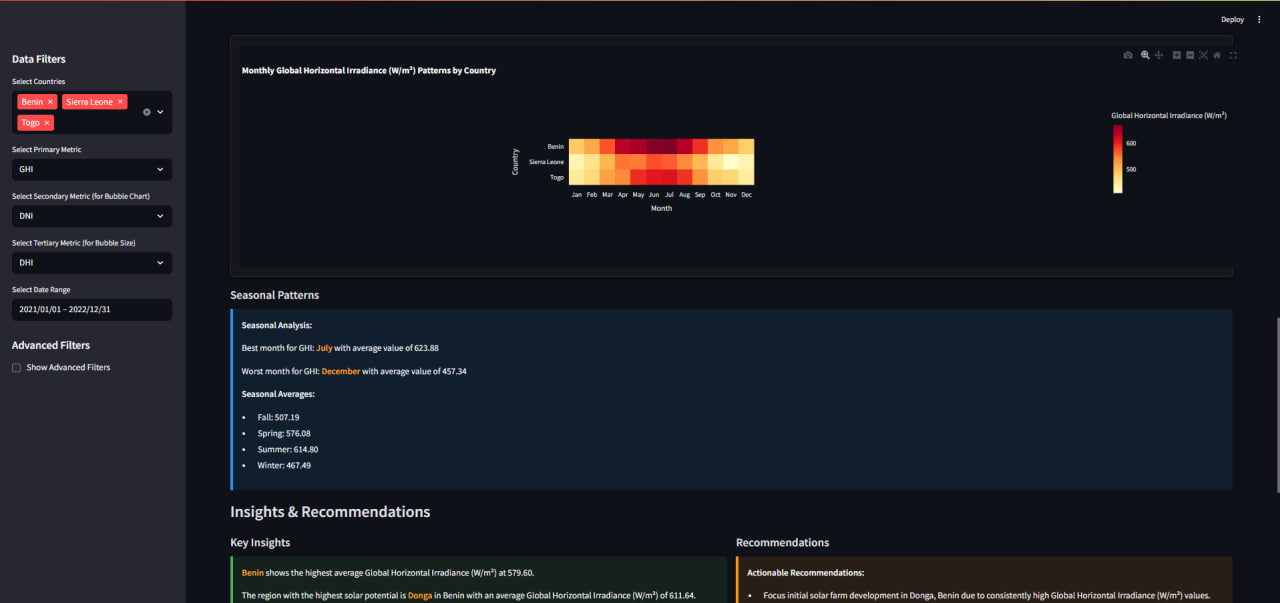 Deploy
Data Filters
Select Countries
Benin ×
Sierra Leone ×
Togo ×
Select Primary Metric
GHI
Select Secondary Metric (for Bubble Chart)
DNI
Select Tertiary Metric (for Bubble Size)
DHI
Select Date Range
2021/01/01 – 2022/12/31
Advanced Filters
Show Advanced Filters
Monthly Global Horizontal Irradiance (W/m²) Patterns by Country
Global Horizontal Irradiance (W/m²)
600
500
Country
Benin
Sierra Leone
Togo
Jan Feb Mar Apr May Jun Jul Aug Sep Oct Nov Dec
Month
Seasonal Patterns
Seasonal Analysis:
Best month for GHI: July with average value of 623.88
Worst month for GHI: December with average value of 457.34
Seasonal Averages:
• Fall: 507.19
• Spring: 576.08
• Summer: 614.80
• Winter: 467.49
Insights & Recommendations
Key Insights
Benin shows the highest average Global Horizontal Irradiance (W/m²) at 579.60.
The region with the highest solar potential is Donga in Benin with an average Global Horizontal Irradiance (W/m²) of 611.64.
Recommendations
Actionable Recommendations:
• Focus initial solar farm development in Donga, Benin due to consistently high Global Horizontal Irradiance (W/m²) values.